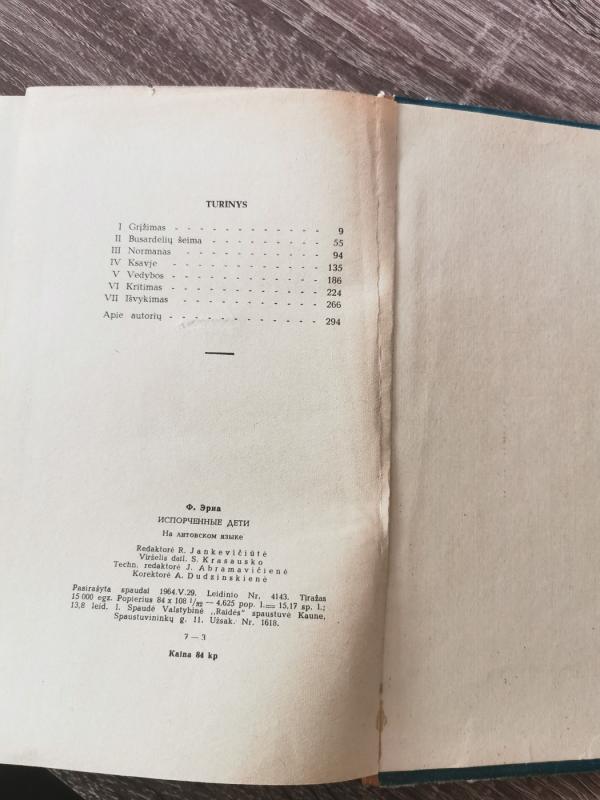 TURINYS
I Grįžimas - - - - - - - - - - - - 9
II Busardelių šeima - - - - - - - - 55
III Normanas - - - - - - - - - - - 94
IV Ksavje - - - - - - - - - - - - 135
V Vedybos - - - - - - - - - - - 186
VI Kritimas - - - - - - - - - - - 224
VII Išvykimas - - - - - - - - - - 266
Apie autorių - - - - - - - - - - 294
Ф. Эриа
ИСПОРЧЕННЫЕ ДЕТИ
На литовском языке
Redaktorė R. Jankevičiūtė
Viršelis dail. S. Krasausko
Techn. redaktorė J. Abramavičienė
Korektorė A. Dudzinskienė
Pasirašyta spaudai 1964.V.29. Leidinio Nr. 4143. Tiražas
15 000 egz. Popierius 84 x 108 1/32 — 4,625 pop. l.= 15,17 sp. l.;
13,8 leid. l. Spaudė Valstybinė „Raidės" spaustuvė Kaune,
Spaustuvininkų g. 11. Užsak. Nr. 1618.
7 — 3
Kaina 84 kp